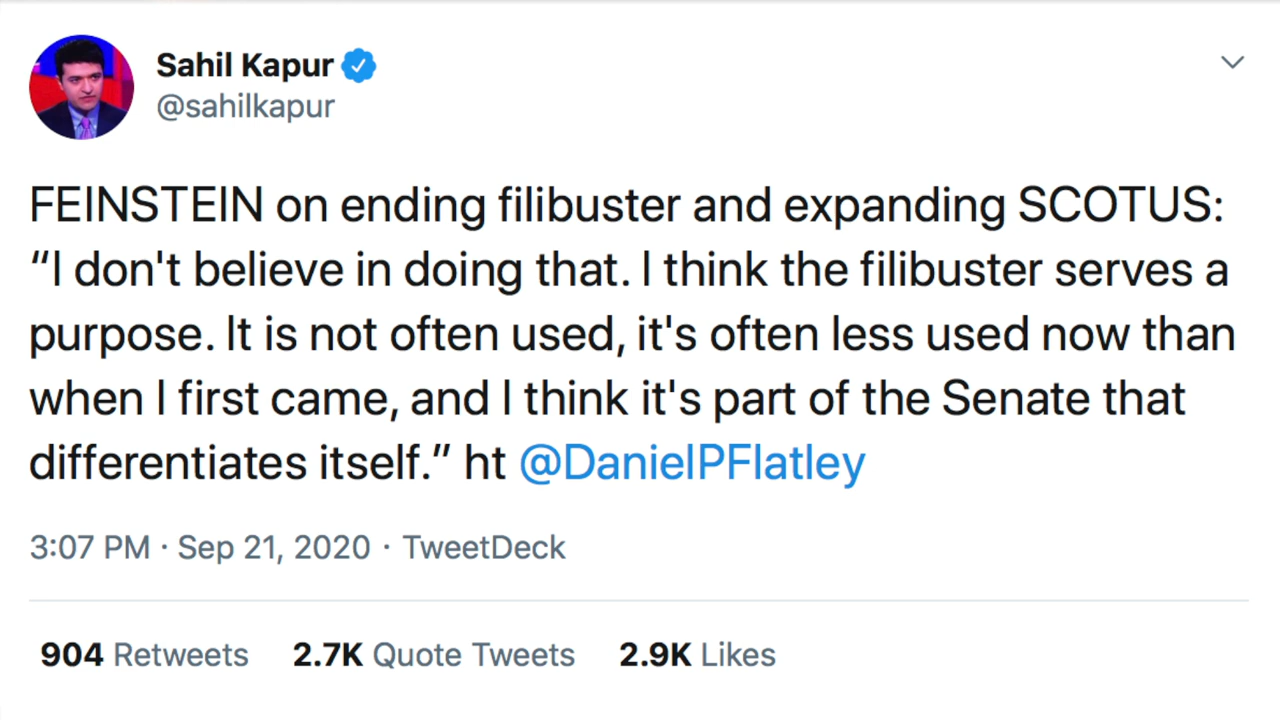 Sahil Kapur
@sahilkapur
FEINSTEIN on ending filibuster and expanding SCOTUS:
“I don't believe in doing that. I think the filibuster serves a
purpose. It is not often used, it's often less used now than
when I first came, and I think it's part of the Senate that
differentiates itself.” ht @DanielPFlatley
3:07 PM · Sep 21, 2020 · TweetDeck
904 Retweets 2.7K Quote Tweets 2.9K Likes